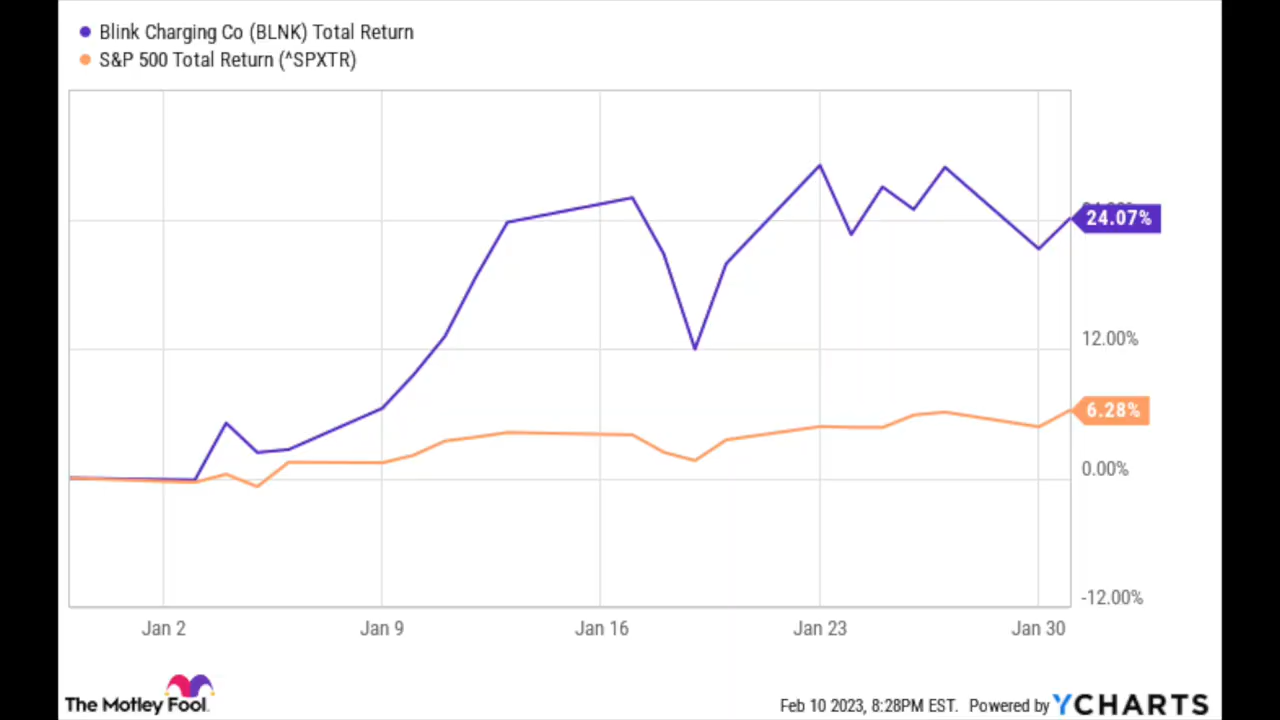 Blink Charging Co (BLNK) Total Return
S&P 500 Total Return (^SPXTR)
24.07%
12.00%
6.28%
0.00%
-12.00%
Jan 2 Jan 9 Jan 16 Jan 23 Jan 30
The Motley Fool
Feb 10 2023, 8:28PM EST. Powered by YCHARTS